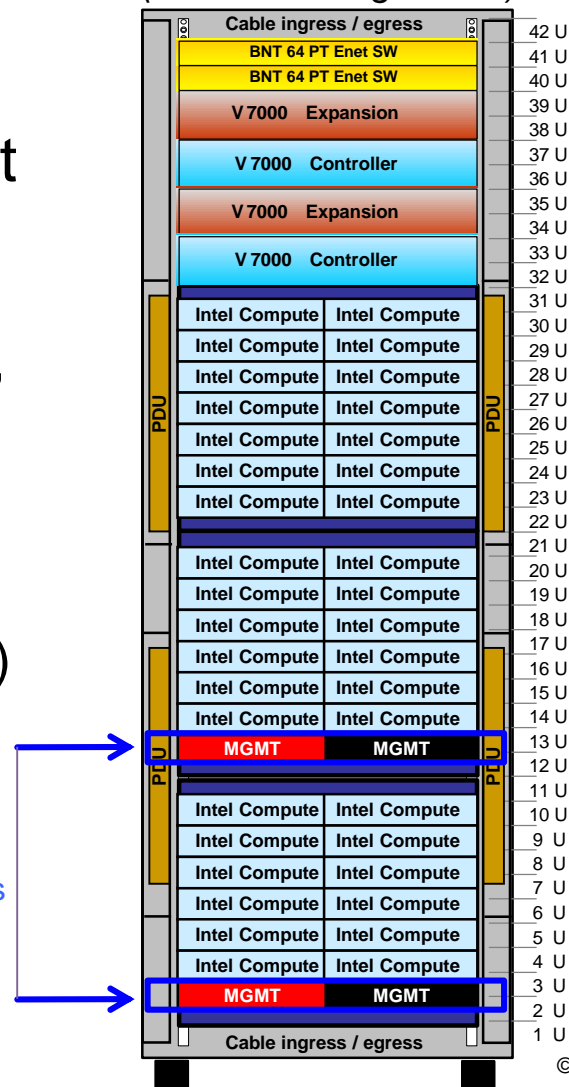 Cable ingress / egress
BNT 64 PT Enet SW
BNT 64 PT Enet SW
V7000 Expansion
V7000 Controller
V7000 Expansion
V7000 Controller
Intel Compute Intel Compute
Intel Compute Intel Compute
Intel Compute Intel Compute
Intel Compute Intel Compute
Intel Compute Intel Compute
Intel Compute Intel Compute
Intel Compute Intel Compute
PDU PDU
Intel Compute Intel Compute
Intel Compute Intel Compute
Intel Compute Intel Compute
Intel Compute Intel Compute
Intel Compute Intel Compute
Intel Compute Intel Compute
MGMT MGMT
PDU PDU
Intel Compute Intel Compute
Intel Compute Intel Compute
Intel Compute Intel Compute
Intel Compute Intel Compute
Intel Compute Intel Compute
Intel Compute Intel Compute
MGMT MGMT
Cable ingress / egress
42 U
41 U
40 U
39 U
38 U
37 U
36 U
35 U
34 U
33 U
32 U
31 U
30 U
29 U
28 U
27 U
26 U
25 U
24 U
23 U
22 U
21 U
20 U
19 U
18 U
17 U
16 U
15 U
14 U
13 U
12 U
11 U
10 U
9 U
8 U
7 U
6 U
5 U
4 U
3 U
2 U
1 U
t
,
)
s
©